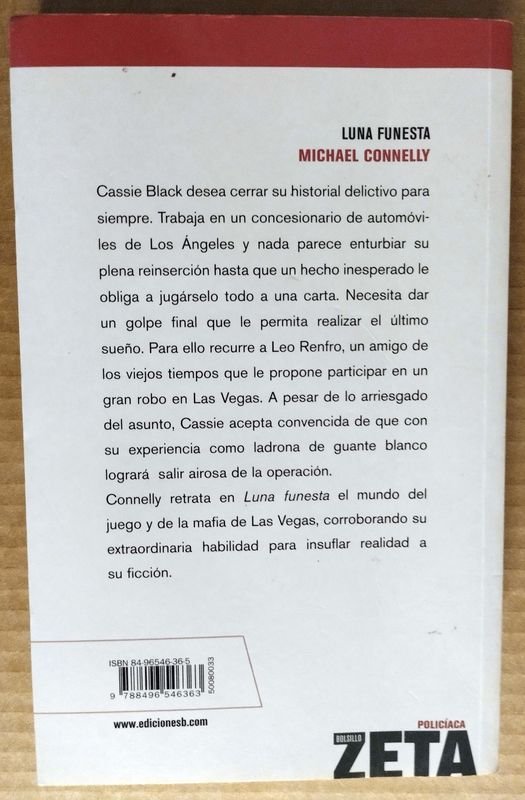 LUNA FUNESTA
MICHAEL CONNELLY
Cassie Black desea cerrar su historial delictivo para
siempre. Trabaja en un concesionario de automóvi-
les de Los Ángeles y nada parece enturbiar su
plena reinserción hasta que un hecho inesperado le
obliga a jugárselo todo a una carta. Necesita dar
un golpe final que le permita realizar el último
sueño. Para ello recurre a Leo Renfro, un amigo de
los viejos tiempos que le propone participar en un
gran robo en Las Vegas. A pesar de lo arriesgado
del asunto, Cassie acepta convencida de que con
su experiencia como ladrona de guante blanco
logrará salir airosa de la operación.
Connelly retrata en Luna funesta el mundo del
juego y de la mafia de Las Vegas, corroborando su
extraordinaria habilidad para insuflar realidad a
su ficción.
ISBN 84-96546-36-5
9 788496 546363
50080033
www.edicionesb.com
POLICÍACA
BOLSILLO
ZETA